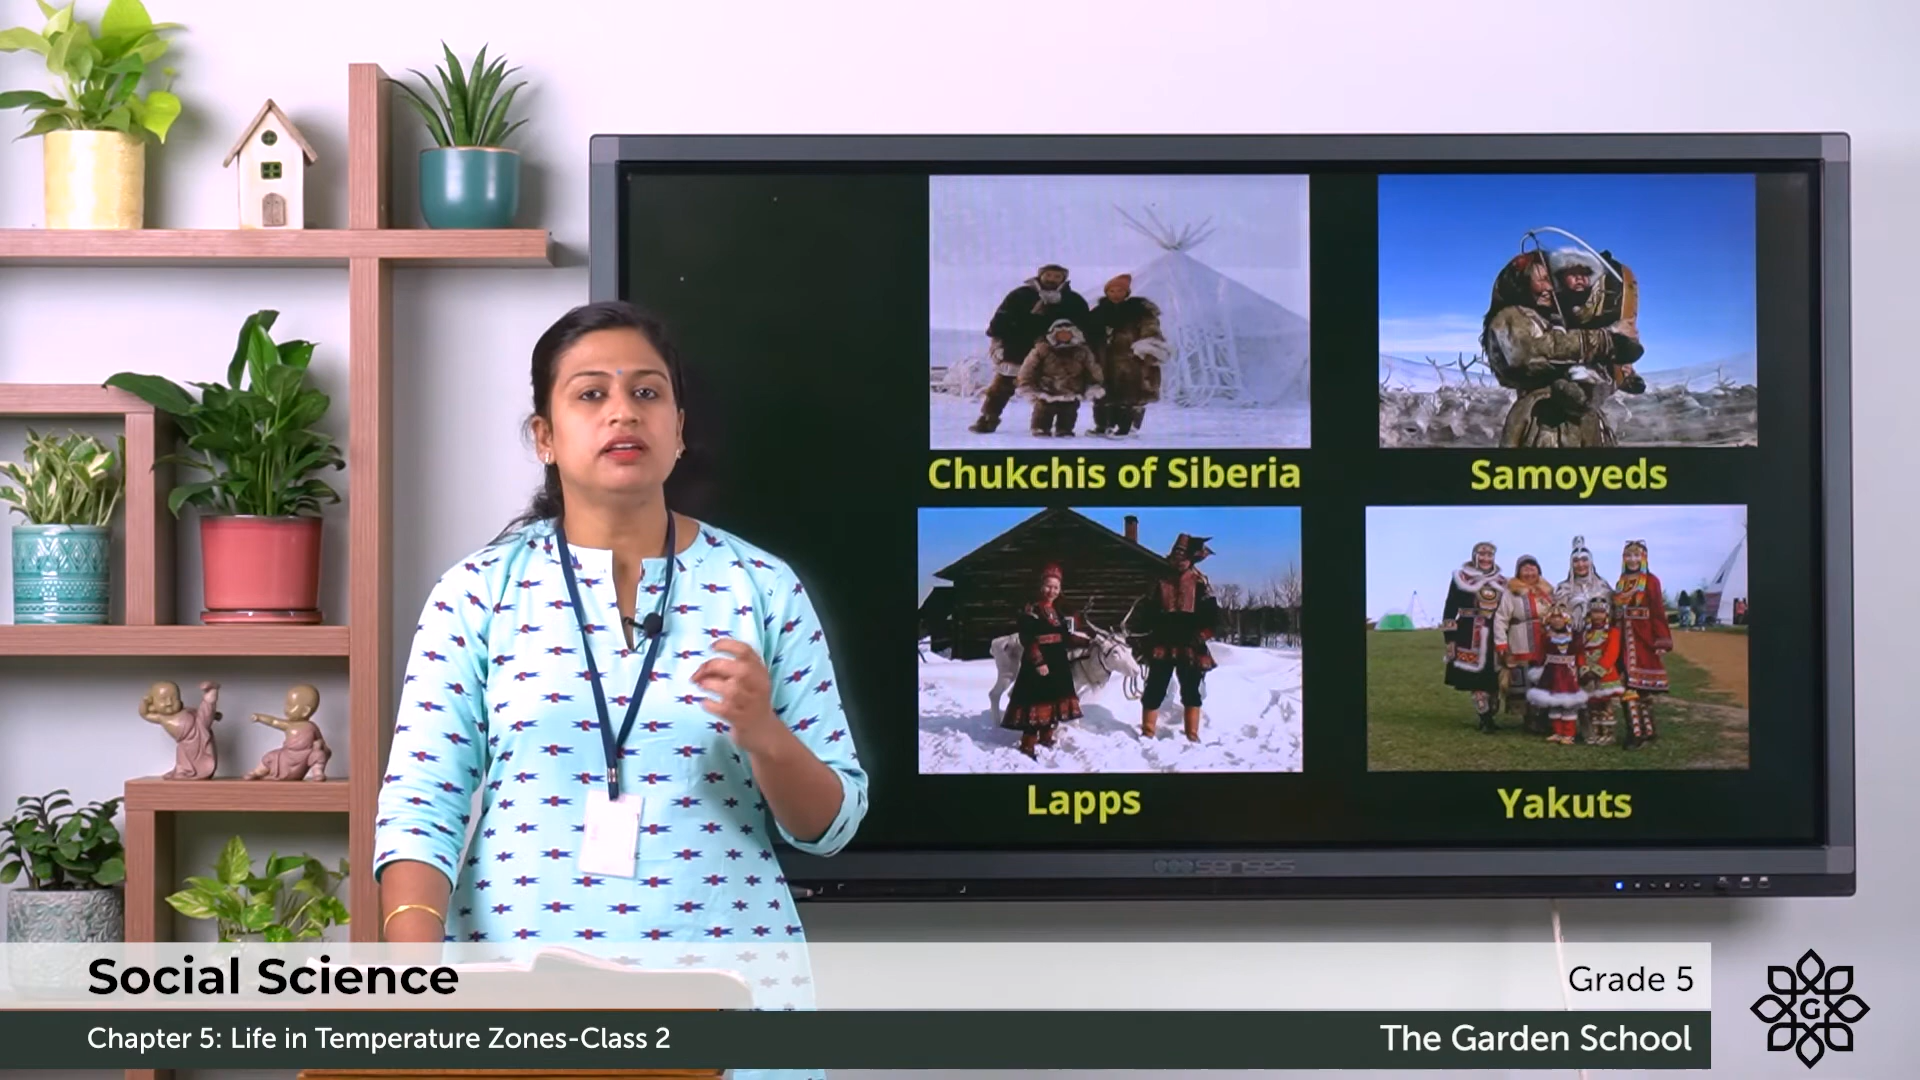 Chukchis of Siberia
Samoyeds
Lapps
Yakuts
senses
Social Science
Grade 5
Chapter 5: Life in Temperature Zones-Class 2
The Garden School
G